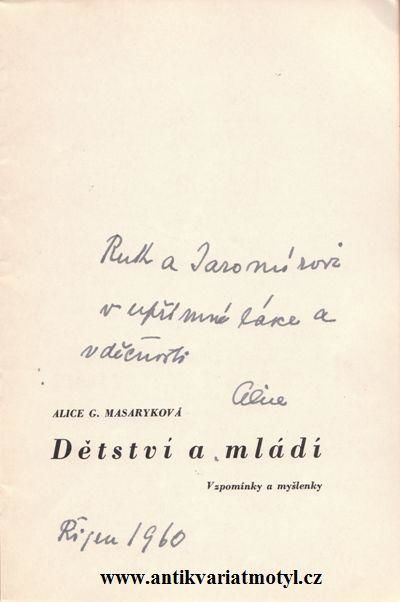 Ruth a Jaromírovi
v upřímné lásce a
vděčnosti
Alice
ALICE G. MASARYKOVÁ
Dětství a mládí
Vzpomínky a myšlenky
Říjen 1960
www.antikvariatmotyl.cz